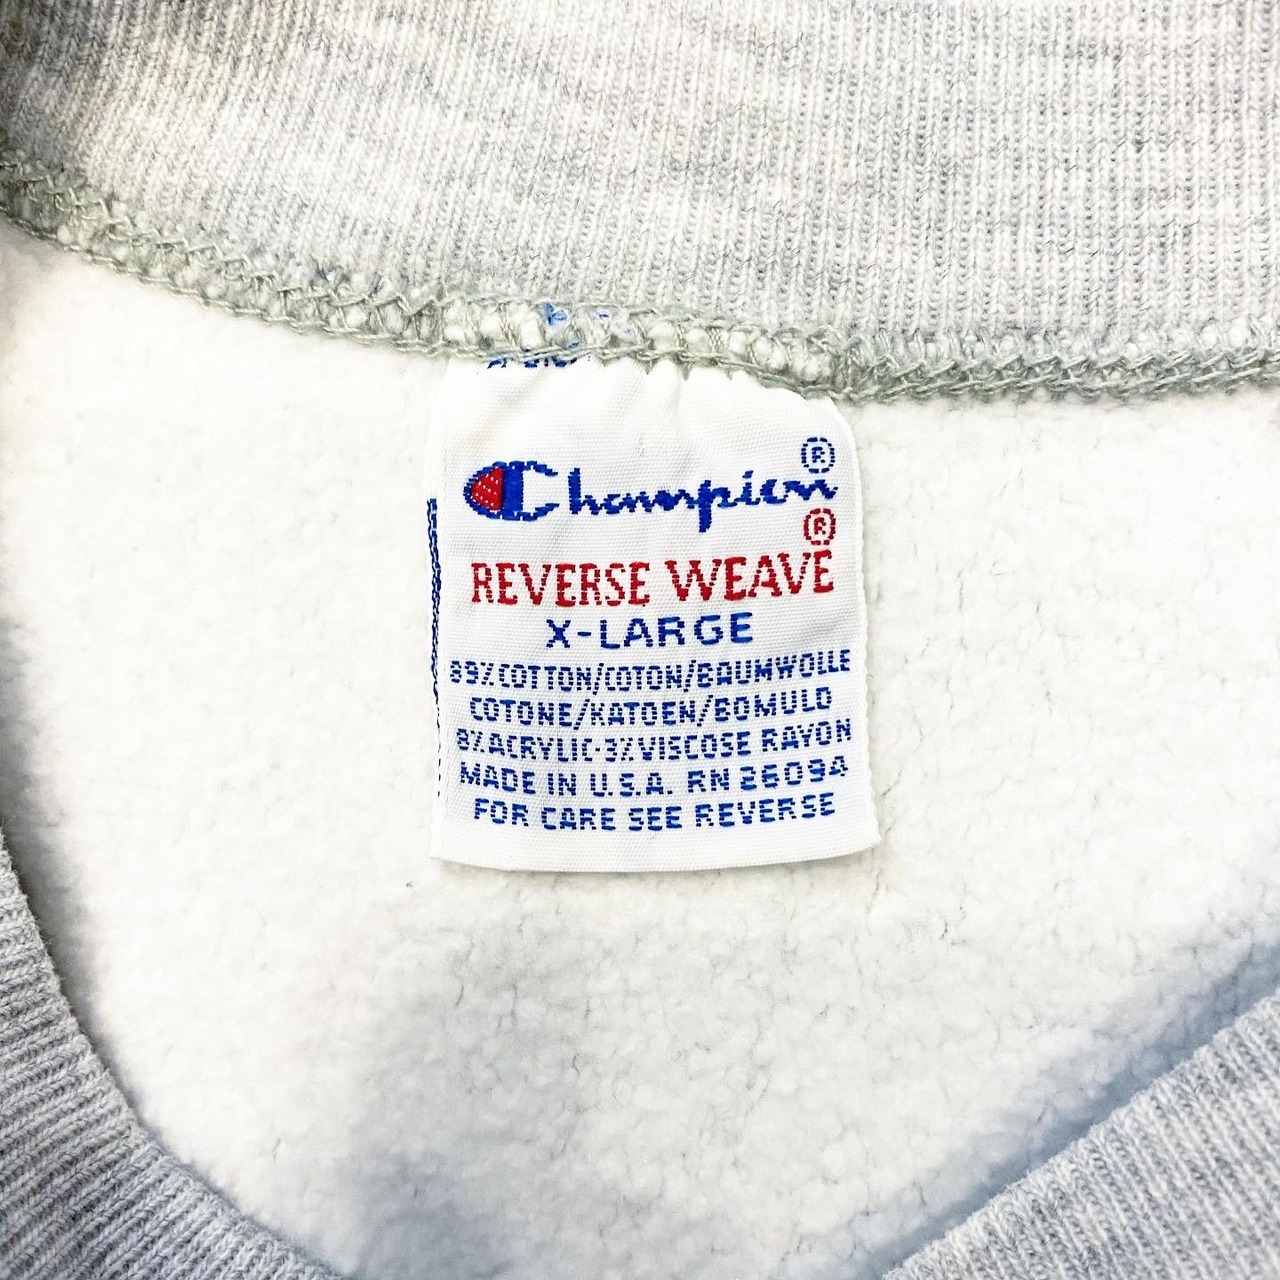 Champion®
REVERSE WEAVE®
X-LARGE
89% COTTON/COTON/BAUMWOLLE
COTONE/KATOEN/BOMULD
8% ACRYLIC-3% VISCOSE RAYON
MADE IN U.S.A. RN 26094
FOR CARE SEE REVERSE